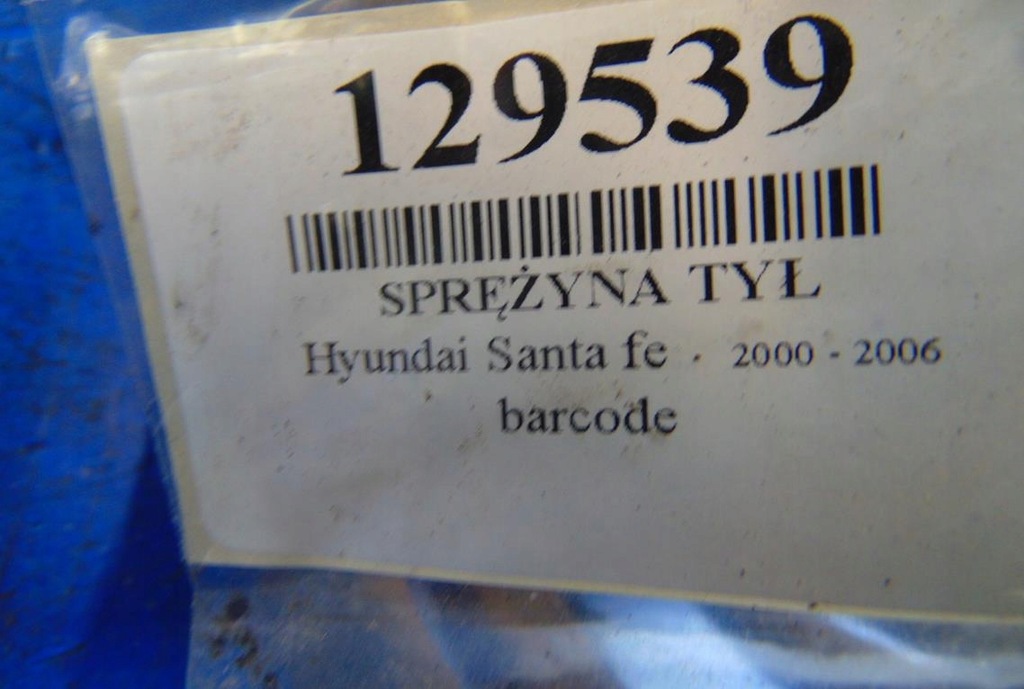 129539
SPRĘŻYNA TYŁ
Hyundai Santa fe - 2000 - 2006
barcode